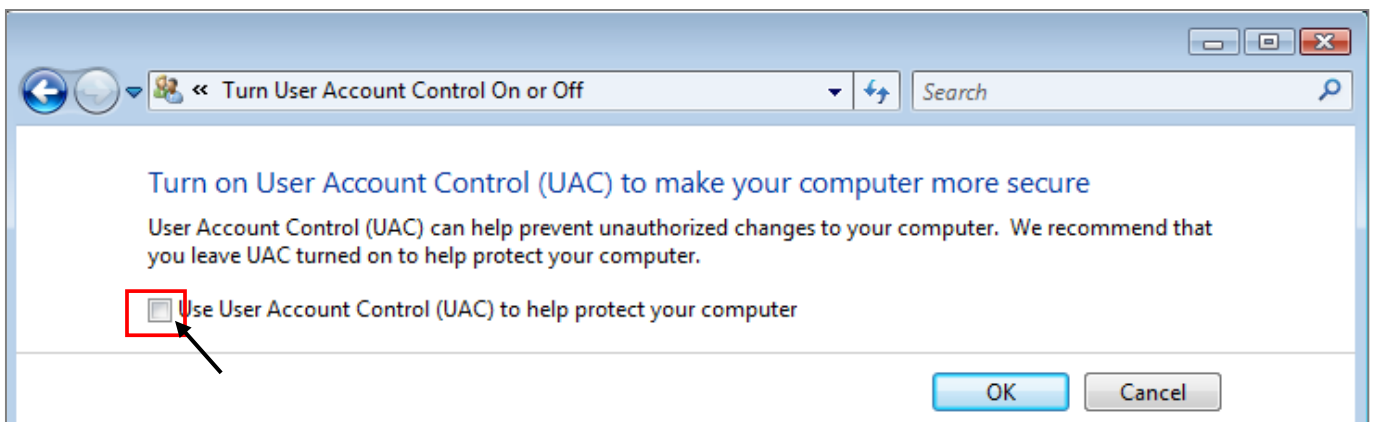 « Turn User Account Control On or Off
Search
Turn on User Account Control (UAC) to make your computer more secure
User Account Control (UAC) can help prevent unauthorized changes to your computer.  We recommend that
you leave UAC turned on to help protect your computer.
Use User Account Control (UAC) to help protect your computer
OK
Cancel